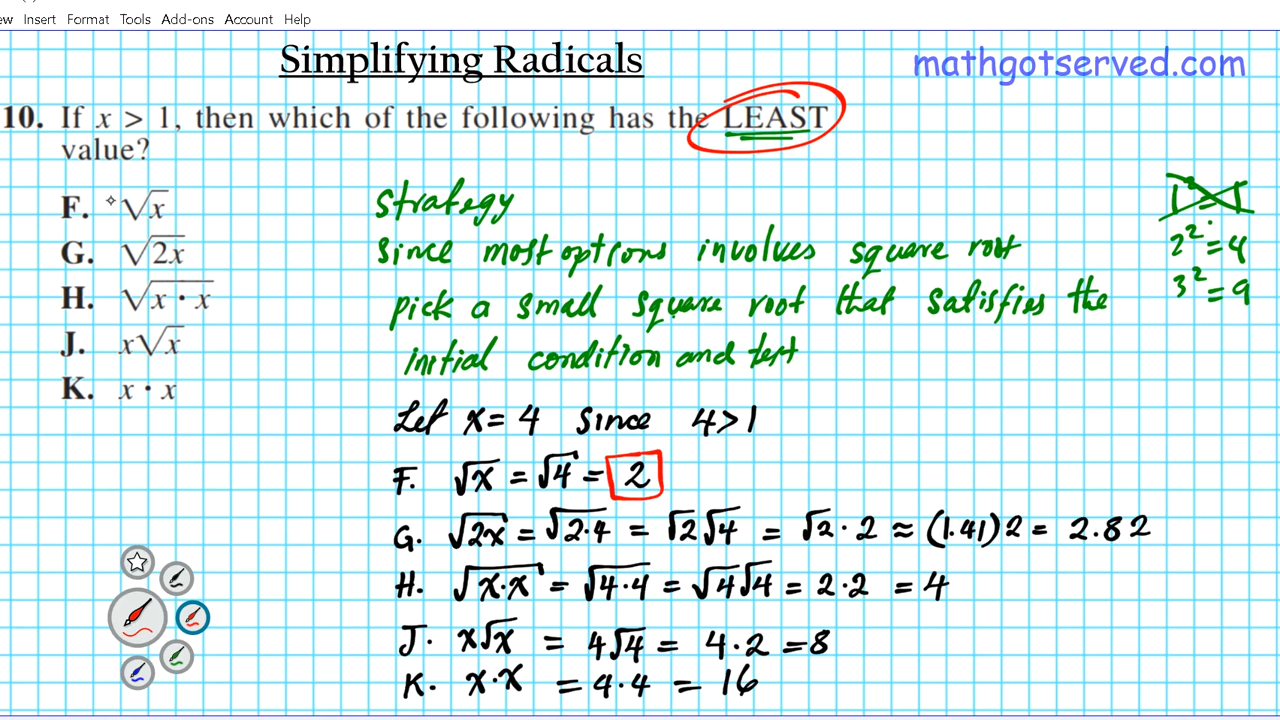 ew Insert Format Tools Add-ons Account Help
Simplifying Radicals
mathgotserved.com
10. If x > 1, then which of the following has the LEAST
value?
F. √x
G. √2x
H. √x · x
J. x√x
K. x · x
Strategy
Since most options involves square root
pick a small square root that satisfies the
initial condition and test
1² = 1
2² = 4
3² = 9
Let x = 4 since 4 > 1
F. √x = √4 = 2
G. √2x = √2·4 = √2√4 = √2 · 2 ≈ (1.41)2 = 2.82
H. √x·x = √4·4 = √4√4 = 2·2 = 4
J. x√x = 4√4 = 4·2 = 8
K. x·x = 4·4 = 16